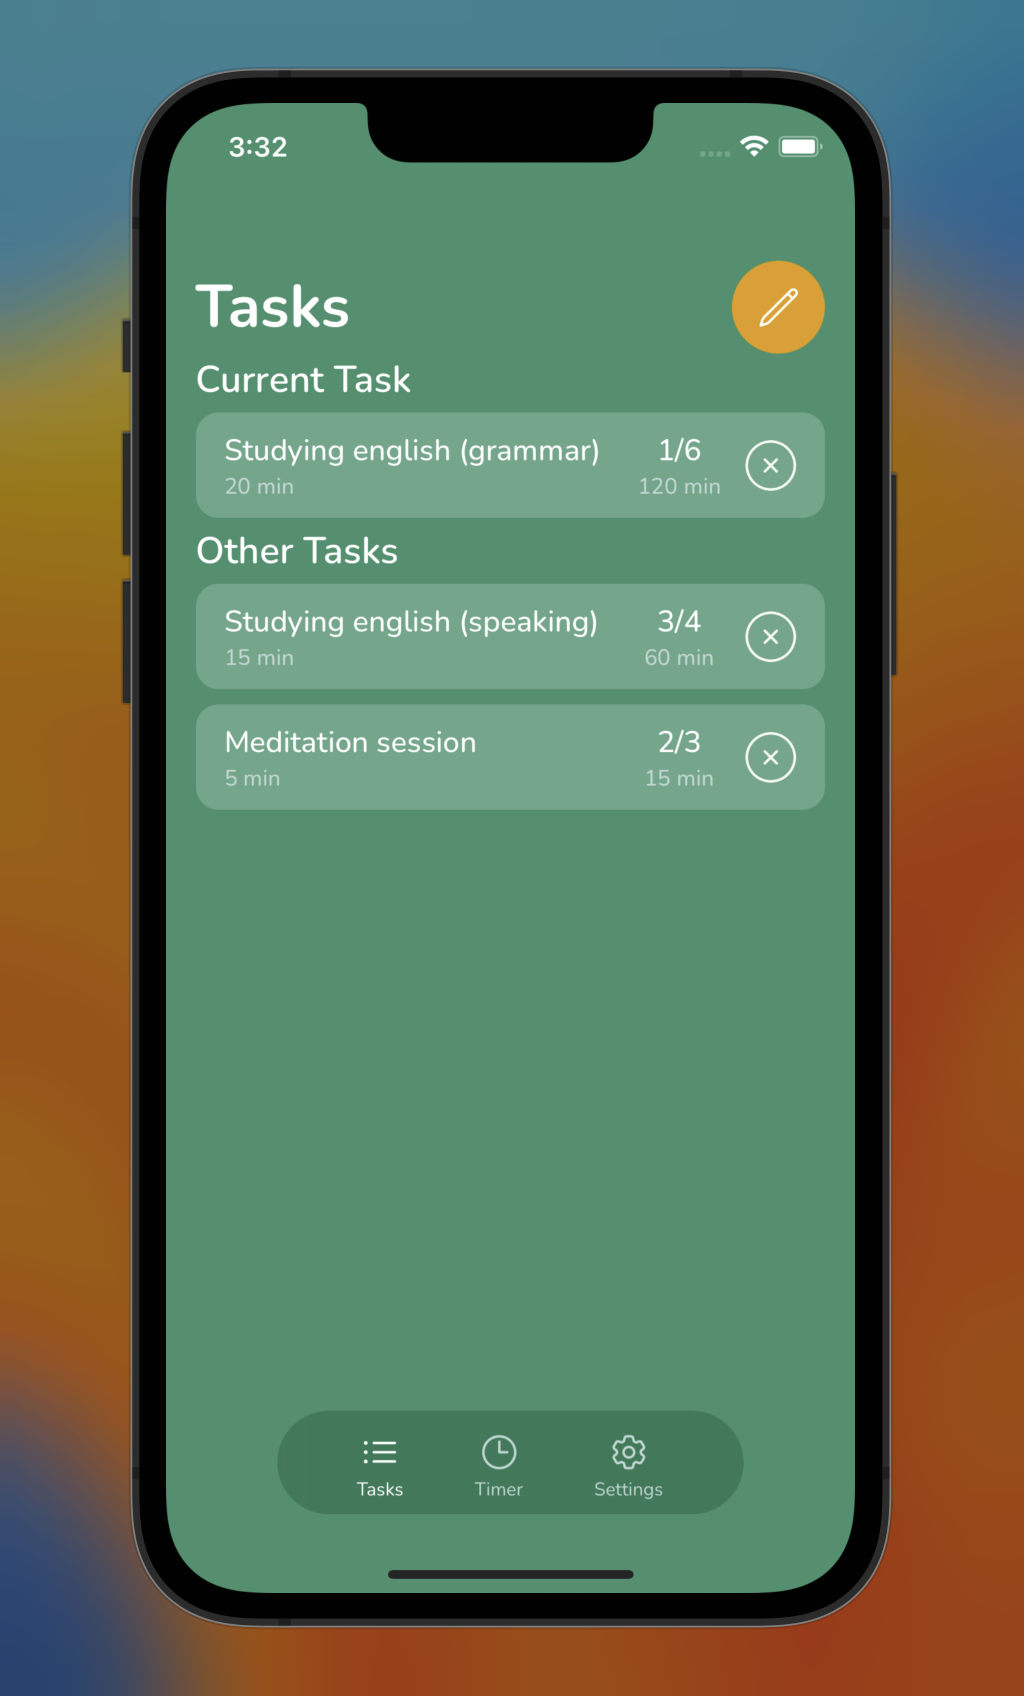 3:32
Tasks
Current Task
Studying english (grammar) 1/6
20 min 120 min
Other Tasks
Studying english (speaking) 3/4
15 min 60 min
Meditation session 2/3
5 min 15 min
Tasks Timer Settings